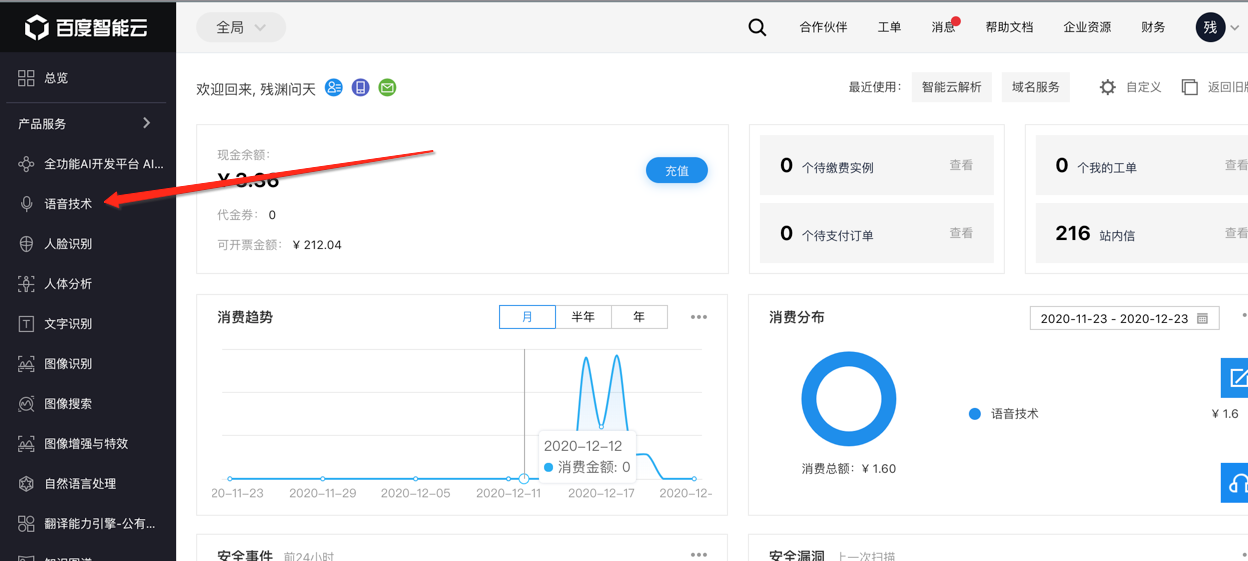 百度智能云
全局
合作伙伴
工单
消息
帮助文档
企业资源
财务
残
总览
产品服务
全功能AI开发平台 AI...
语音技术
人脸识别
人体分析
文字识别
图像识别
图像搜索
图像增强与特效
自然语言处理
翻译能力引擎-公有...
欢迎回来, 残渊问天
最近使用：
智能云解析
域名服务
自定义
返回旧版
现金余额：
¥ 3.36
充值
代金券： 0
可开票金额： ¥ 212.04
0 个待缴费实例 查看
0 个待支付订单 查看
0 个我的工单 查看
216 站内信 查看
消费趋势
月
半年
年
2020-12-12
消费金额: 0
20-11-23
2020-11-29
2020-12-05
2020-12-11
2020-12-17
2020-12-
消费分布
2020-11-23 - 2020-12-23
语音技术
¥ 1.6
消费总额：¥ 1.60
安全事件 前24小时
安全漏洞 上一次扫描